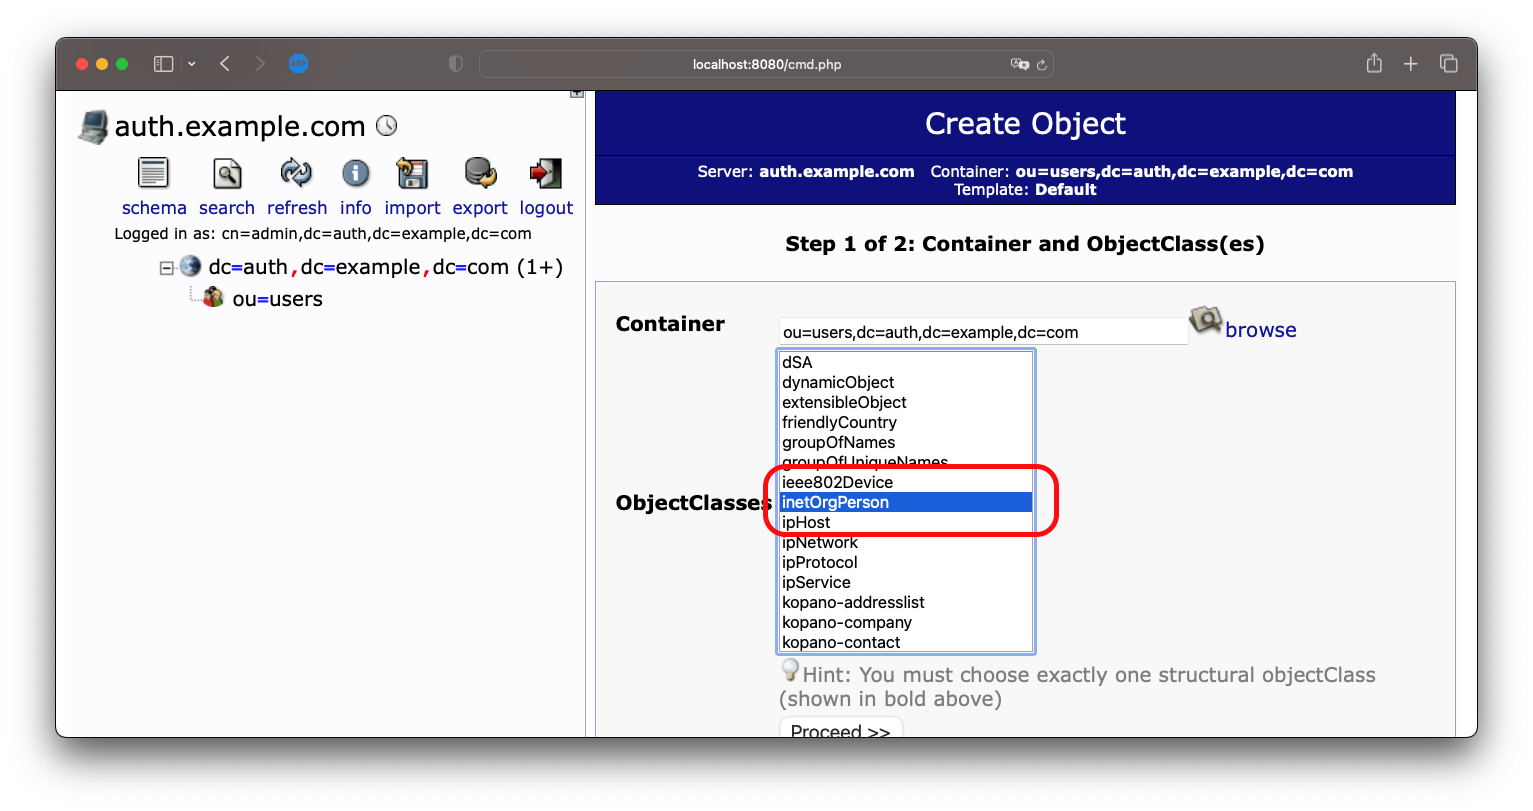 localhost:8080/cmd.php
auth.example.com
schema search refresh info import export logout
Logged in as: cn=admin,dc=auth,dc=example,dc=com
dc=auth,dc=example,dc=com (1+)
ou=users
Create Object
Server: auth.example.com Container: ou=users,dc=auth,dc=example,dc=com
Template: Default
Step 1 of 2: Container and ObjectClass(es)
Container
ou=users,dc=auth,dc=example,dc=com
browse
ObjectClasses
dSA
dynamicObject
extensibleObject
friendlyCountry
groupOfNames
groupOfUniqueNames
ieee802Device
inetOrgPerson
ipHost
ipNetwork
ipProtocol
ipService
kopano-addresslist
kopano-company
kopano-contact
Hint: You must choose exactly one structural objectClass
(shown in bold above)
Proceed >>